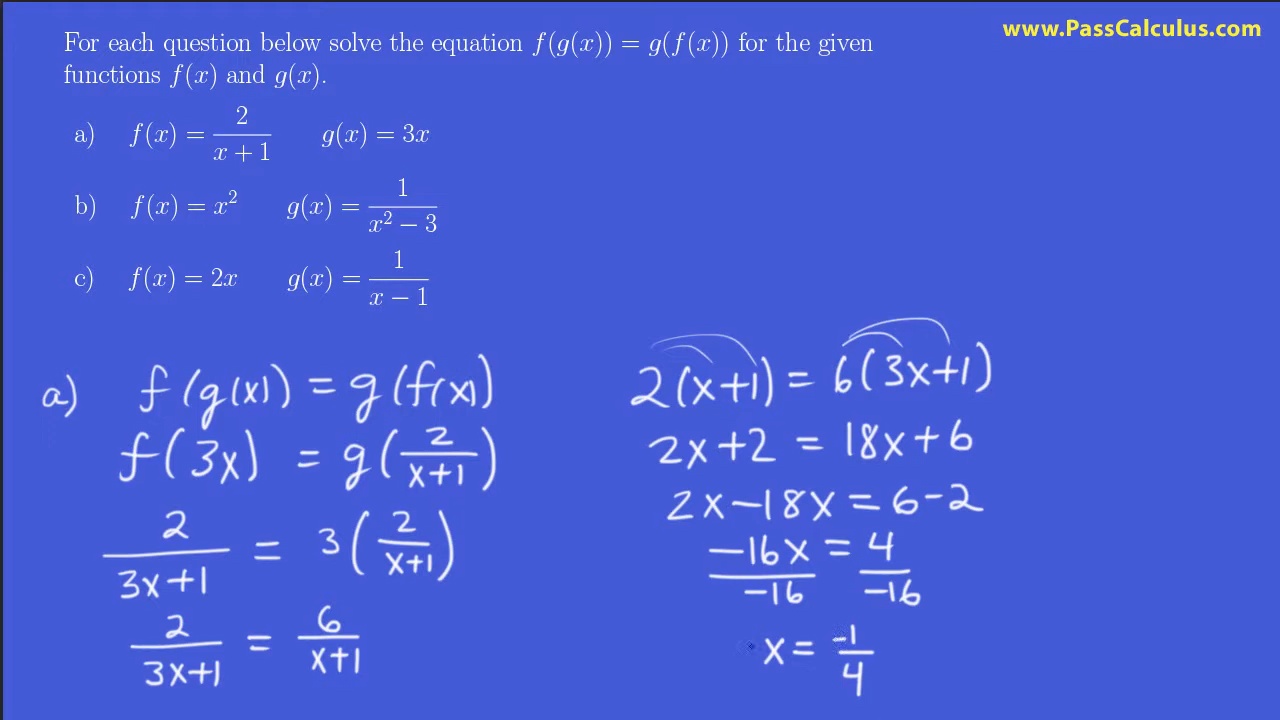 www.PassCalculus.com
For each question below solve the equation f(g(x)) = g(f(x)) for the given
functions f(x) and g(x).
a) f(x) = 2/(x + 1) g(x) = 3x
b) f(x) = x² g(x) = 1/(x² − 3)
c) f(x) = 2x g(x) = 1/(x − 1)
a) f(g(x)) = g(f(x))
f(3x) = g(2/(x+1))
2/(3x+1) = 3(2/(x+1))
2/(3x+1) = 6/(x+1)
2(x+1) = 6(3x+1)
2x+2 = 18x+6
2x−18x = 6−2
−16x/−16 = 4/−16
x = −1/4